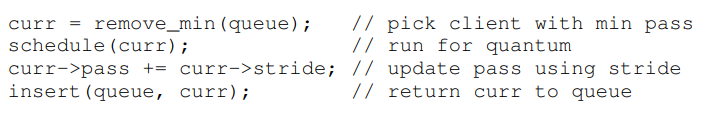 curr = remove_min(queue);   // pick client with min pass
schedule(curr);             // run for quantum
curr->pass += curr->stride; // update pass using stride
insert(queue, curr);        // return curr to queue